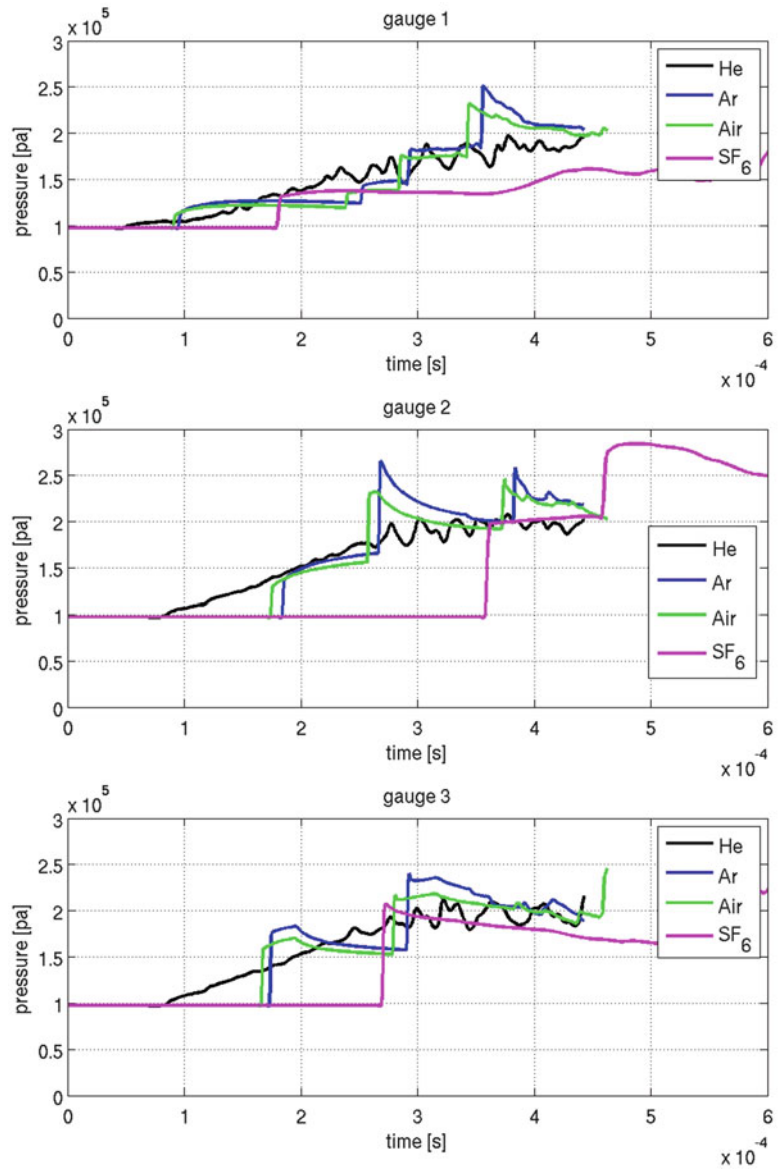 gauge 1
x 10^5
3
2.5
2
1.5
1
0.5
0
pressure [pa]
He
Ar
Air
SF_6
0 1 2 3 4 5 6
time [s]
x 10^-4
gauge 2
x 10^5
3
2.5
2
1.5
1
0.5
0
pressure [pa]
He
Ar
Air
SF_6
0 1 2 3 4 5 6
time [s]
x 10^-4
gauge 3
x 10^5
3
2.5
2
1.5
1
0.5
0
pressure [pa]
He
Ar
Air
SF_6
0 1 2 3 4 5 6
time [s]
x 10^-4